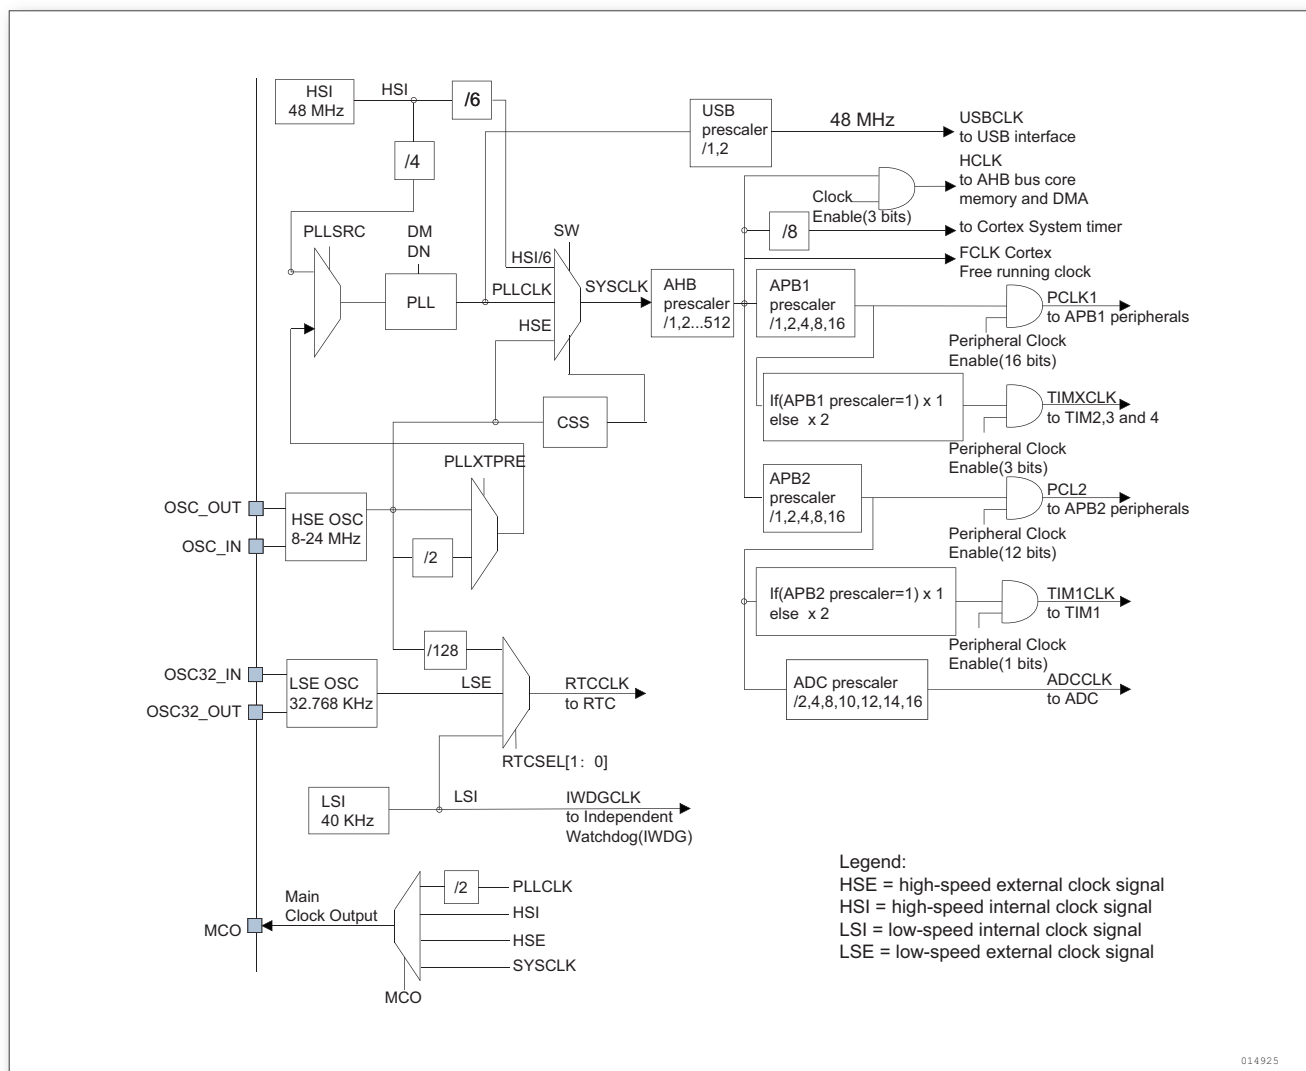 HSI
48 MHz
HSI
/6
/4
PLLSRC
DM
DN
PLL
PLLCLK
HSI/6
HSE
SW
SYSCLK
CSS
PLLXTPRE
OSC_OUT
OSC_IN
HSE OSC
8-24 MHz
/2
/128
OSC32_IN
OSC32_OUT
LSE OSC
32.768 KHz
LSE
RTCCLK
to RTC
RTCSEL[1: 0]
LSI
40 KHz
LSI
IWDGCLK
to Independent
Watchdog(IWDG)
Main
Clock Output
MCO
/2
PLLCLK
HSI
HSE
SYSCLK
MCO
USB
prescaler
/1,2
48 MHz
USBCLK
to USB interface
HCLK
to AHB bus core
memory and DMA
Clock
Enable(3 bits)
/8
to Cortex System timer
FCLK Cortex
Free running clock
AHB
prescaler
/1,2...512
APB1
prescaler
/1,2,4,8,16
PCLK1
to APB1 peripherals
Peripheral Clock
Enable(16 bits)
If(APB1 prescaler=1) x 1
else x 2
TIMXCLK
to TIM2,3 and 4
Peripheral Clock
Enable(3 bits)
APB2
prescaler
/1,2,4,8,16
PCL2
to APB2 peripherals
Peripheral Clock
Enable(12 bits)
If(APB2 prescaler=1) x 1
else x 2
TIM1CLK
to TIM1
Peripheral Clock
Enable(1 bits)
ADC prescaler
/2,4,8,10,12,14,16
ADCCLK
to ADC
Legend:
HSE = high-speed external clock signal
HSI = high-speed internal clock signal
LSI = low-speed internal clock signal
LSE = low-speed external clock signal
014925